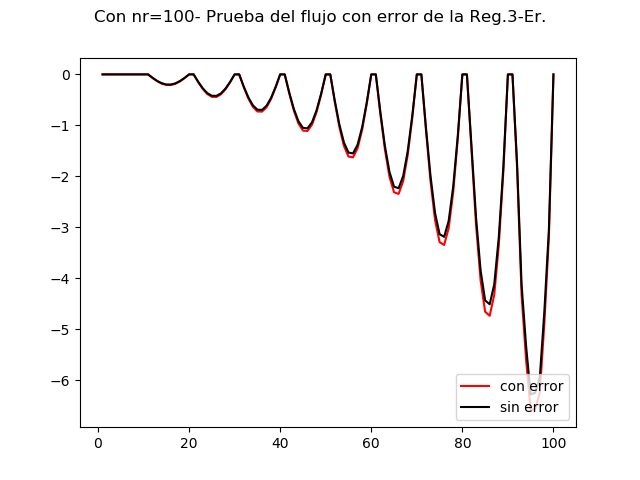 Con nr=100- Prueba del flujo con error de la Reg.3-Er.
0
−1
−2
−3
−4
−5
−6
con error
sin error
0 20 40 60 80 100